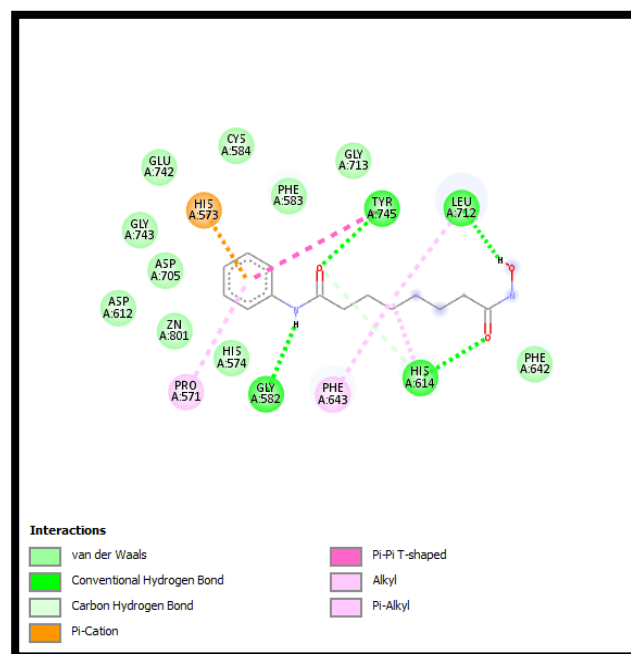 CYS
A:584
GLY
A:713
GLU
A:742
PHE
A:583
HIS
A:573
TYR
A:745
LEU
A:712
GLY
A:743
ASP
A:705
H
O
O
N
ASP
A:612
ZN
A:801
N
H
O
HIS
A:574
PHE
A:642
PRO
A:571
GLY
A:582
PHE
A:643
HIS
A:614
Interactions
van der Waals
Conventional Hydrogen Bond
Carbon Hydrogen Bond
Pi-Cation
Pi-Pi T-shaped
Alkyl
Pi-Alkyl